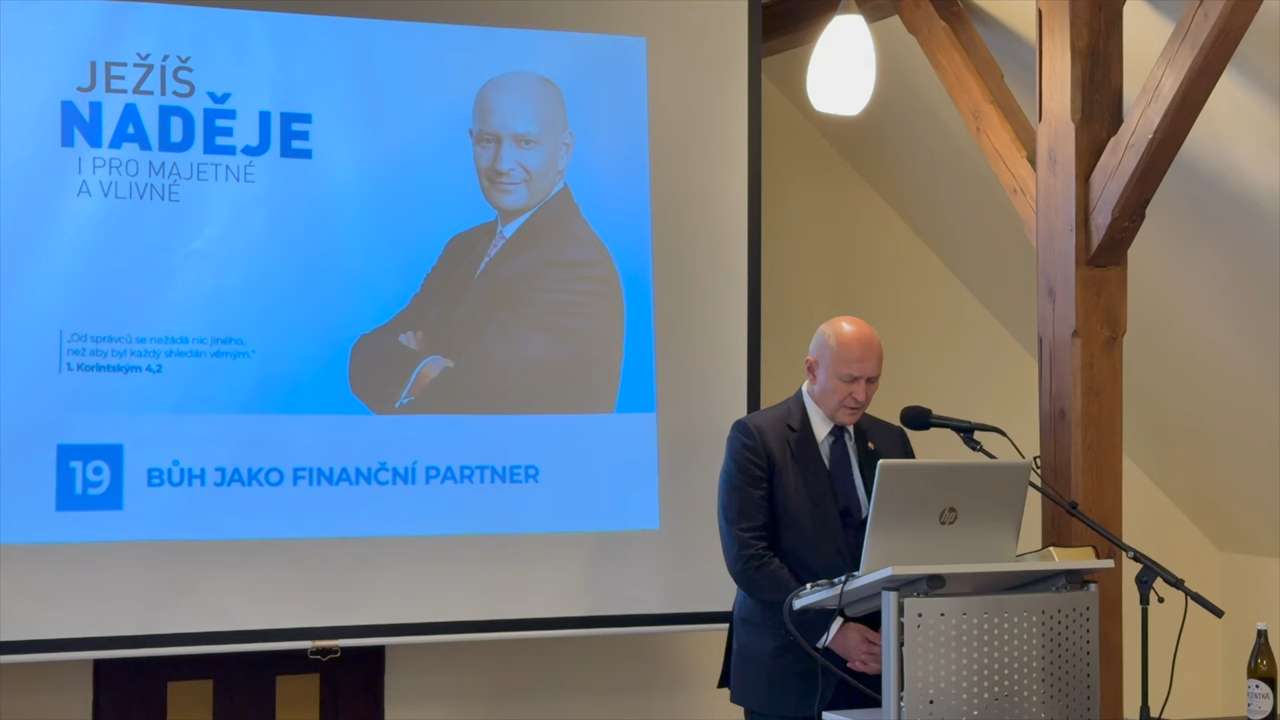 JEŽÍŠ
NADĚJE
I PRO MAJETNÉ
A VLIVNÉ
„Od správců se nežádá nic jiného,
než aby byl každý shledán věrným."
1. Korintským 4,2
19 BŮH JAKO FINANČNÍ PARTNER
hp